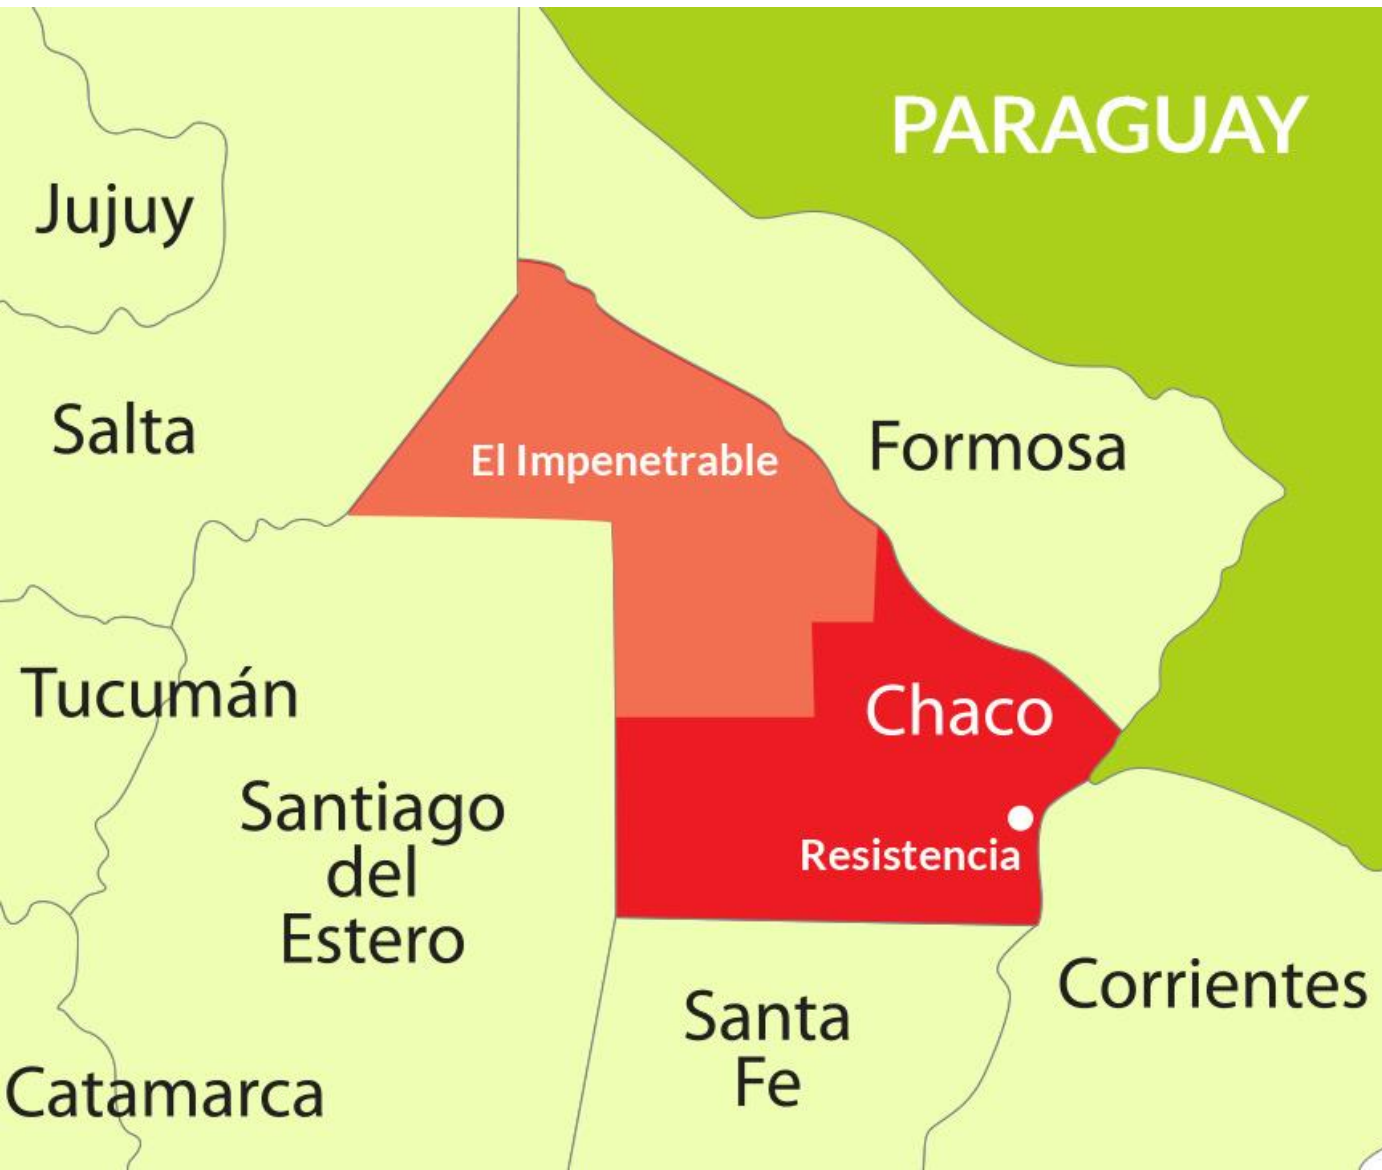 PARAGUAY
Jujuy
Salta
El Impenetrable
Formosa
Tucumán
Chaco
Santiago
del
Estero
Resistencia
Santa
Fe
Corrientes
Catamarca